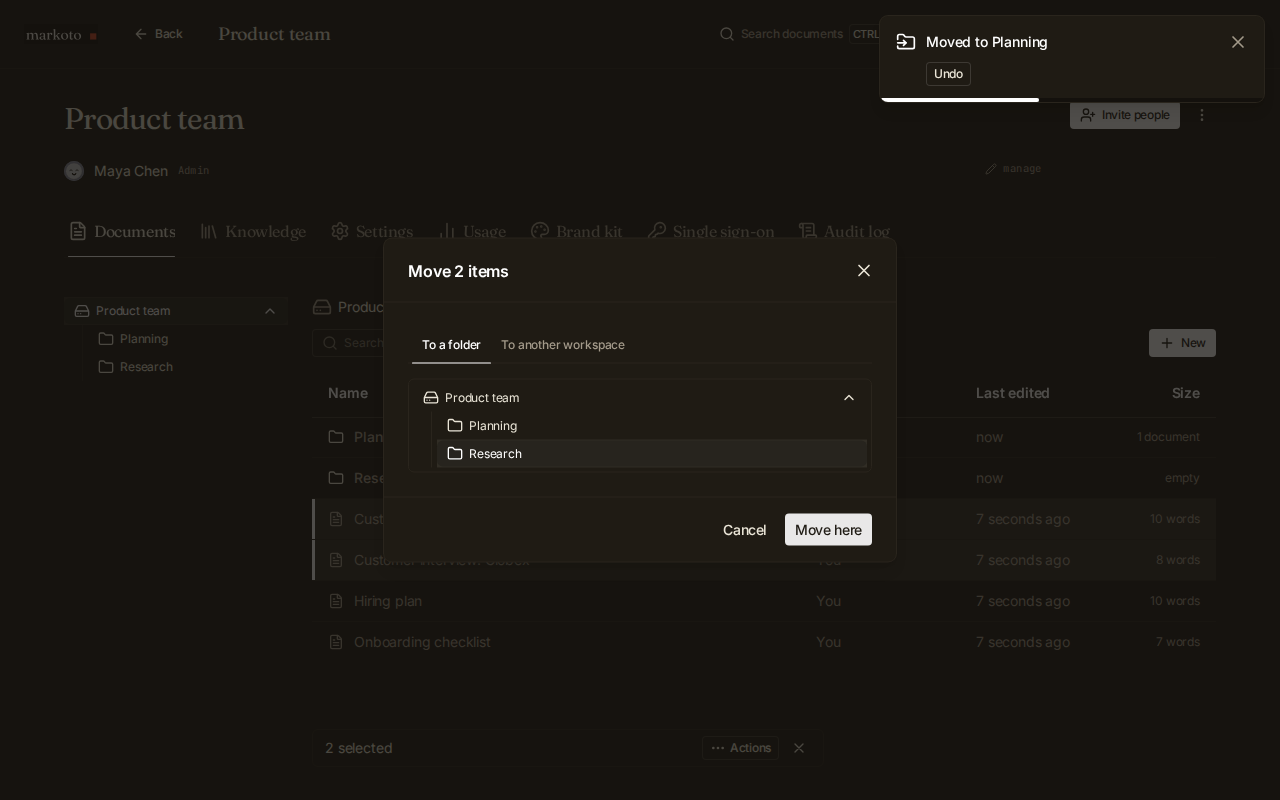 markoto
Back
Product team
Search documents
CTRL
Moved to Planning
Undo
Product team
Invite people
Maya Chen
Admin
manage
Documents
Knowledge
Settings
Usage
Brand kit
Single sign-on
Audit log
Move 2 items
Product team
Planning
Research
To a folder
To another workspace
Search
New
Name
Last edited
Size
Product team
Planning
Research
now
1 document
now
empty
7 seconds ago
10 words
You
7 seconds ago
8 words
Cancel
Move here
Hiring plan
You
7 seconds ago
10 words
Onboarding checklist
You
7 seconds ago
7 words
2 selected
Actions